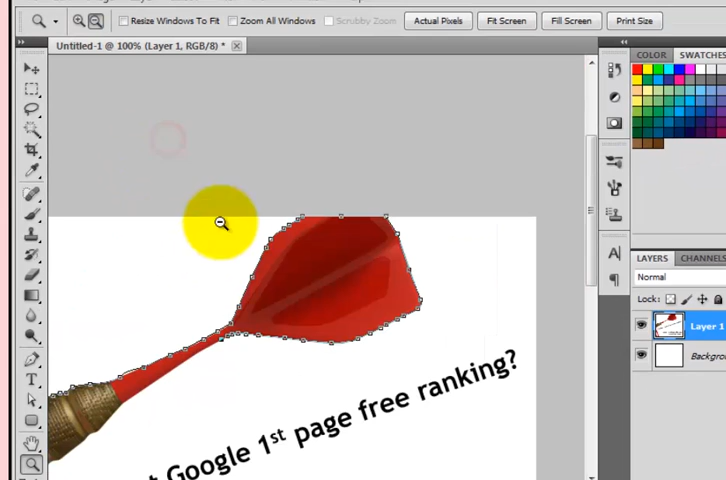 Resize Windows To Fit Zoom All Windows Scrubby Zoom Actual Pixels Fit Screen Fill Screen Print Size
Untitled-1 @ 100% (Layer 1, RGB/8) *
COLOR SWATCHES
LAYERS CHANNELS
Normal
Lock:
Layer 1
Google 1st page free ranking?